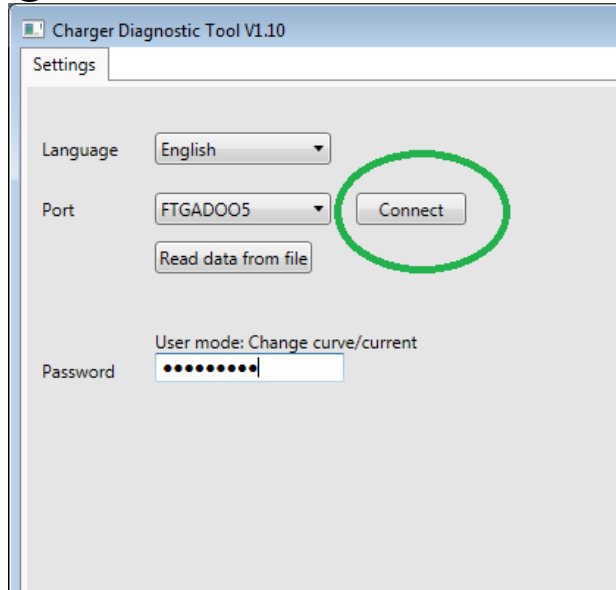 Charger Diagnostic Tool V1.10
Settings
Language English
Port FTGADOO5 Connect
Read data from file
User mode: Change curve/current
Password •••••••••